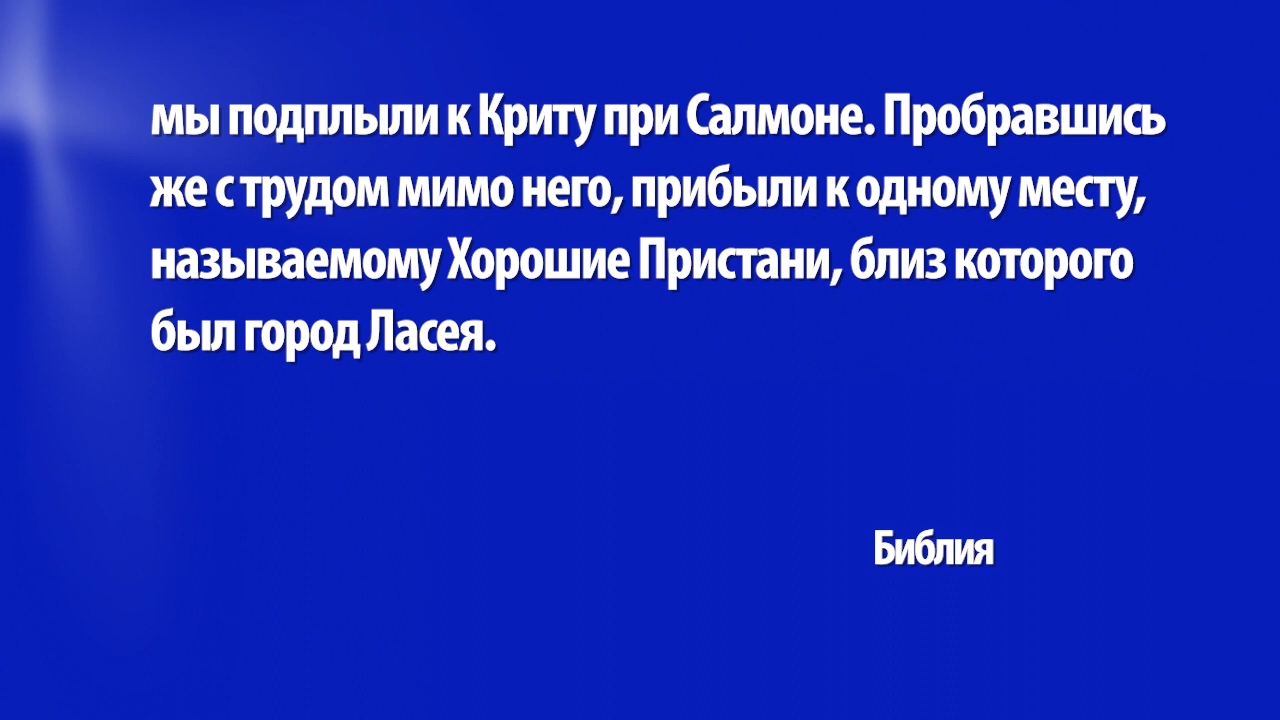 мы подплыли к Криту при Салмоне. Пробравшись
же с трудом мимо него, прибыли к одному месту,
называемому Хорошие Пристани, близ которого
был город Ласея.
Библия